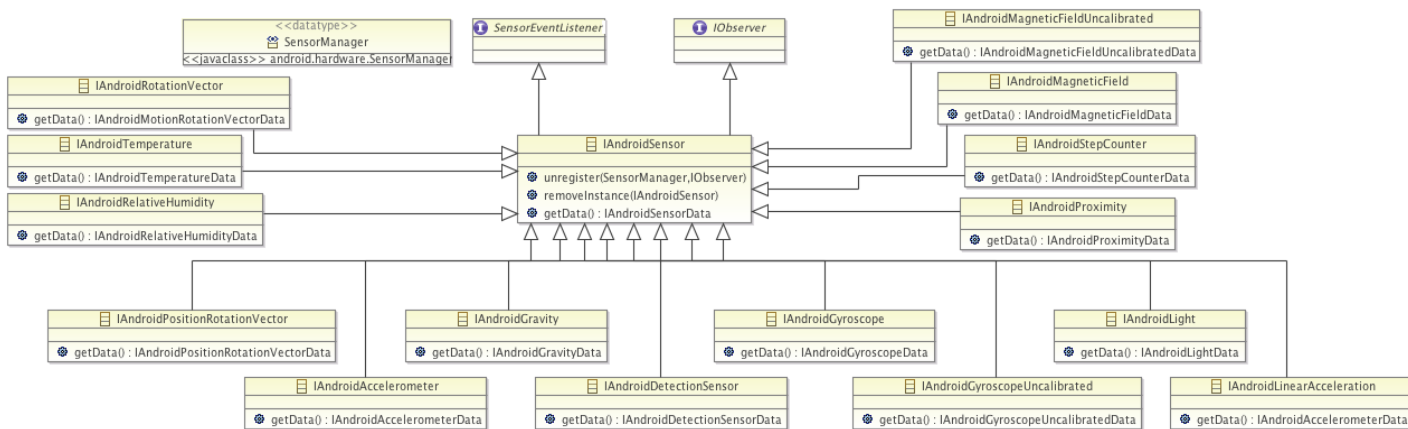 <<datatype>>
SensorManager
<<javaclass>> android.hardware.SensorManager
SensorEventListener
IObserver
IAndroidMagneticFieldUncalibrated
getData() : IAndroidMagneticFieldUncalibratedData
IAndroidRotationVector
getData() : IAndroidMotionRotationVectorData
IAndroidMagneticField
getData() : IAndroidMagneticFieldData
IAndroidTemperature
getData() : IAndroidTemperatureData
IAndroidSensor
unregister(SensorManager,IObserver)
removeInstance(IAndroidSensor)
getData() : IAndroidSensorData
IAndroidStepCounter
getData() : IAndroidStepCounterData
IAndroidRelativeHumidity
getData() : IAndroidRelativeHumidityData
IAndroidProximity
getData() : IAndroidProximityData
IAndroidPositionRotationVector
getData() : IAndroidPositionRotationVectorData
IAndroidGravity
getData() : IAndroidGravityData
IAndroidGyroscope
getData() : IAndroidGyroscopeData
IAndroidLight
getData() : IAndroidLightData
IAndroidAccelerometer
getData() : IAndroidAccelerometerData
IAndroidDetectionSensor
getData() : IAndroidDetectionSensorData
IAndroidGyroscopeUncalibrated
getData() : IAndroidGyroscopeUncalibratedData
IAndroidLinearAcceleration
getData() : IAndroidAccelerometerData